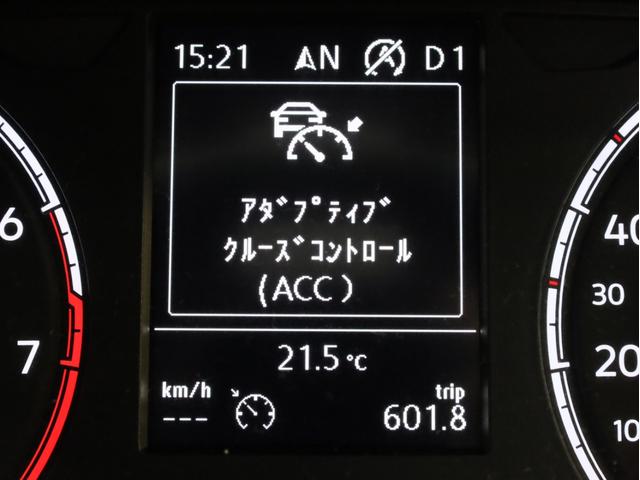 15:21 N D1
ｱﾀﾞﾌﾟﾃｨﾌﾞ
ｸﾙｰｽﾞｺﾝﾄﾛｰﾙ
(ACC)
21.5°C
km/h
---
trip
601.8
6
7
40
30
20
10